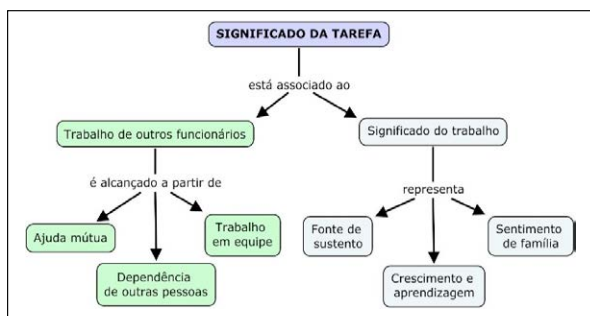 SIGNIFICADO DA TAREFA
está associado ao
Trabalho de outros funcionários
Significado do trabalho
é alcançado a partir de
representa
Ajuda mútua
Trabalho
em equipe
Dependência
de outras pessoas
Fonte de
sustento
Sentimento
de família
Crescimento e
aprendizagem